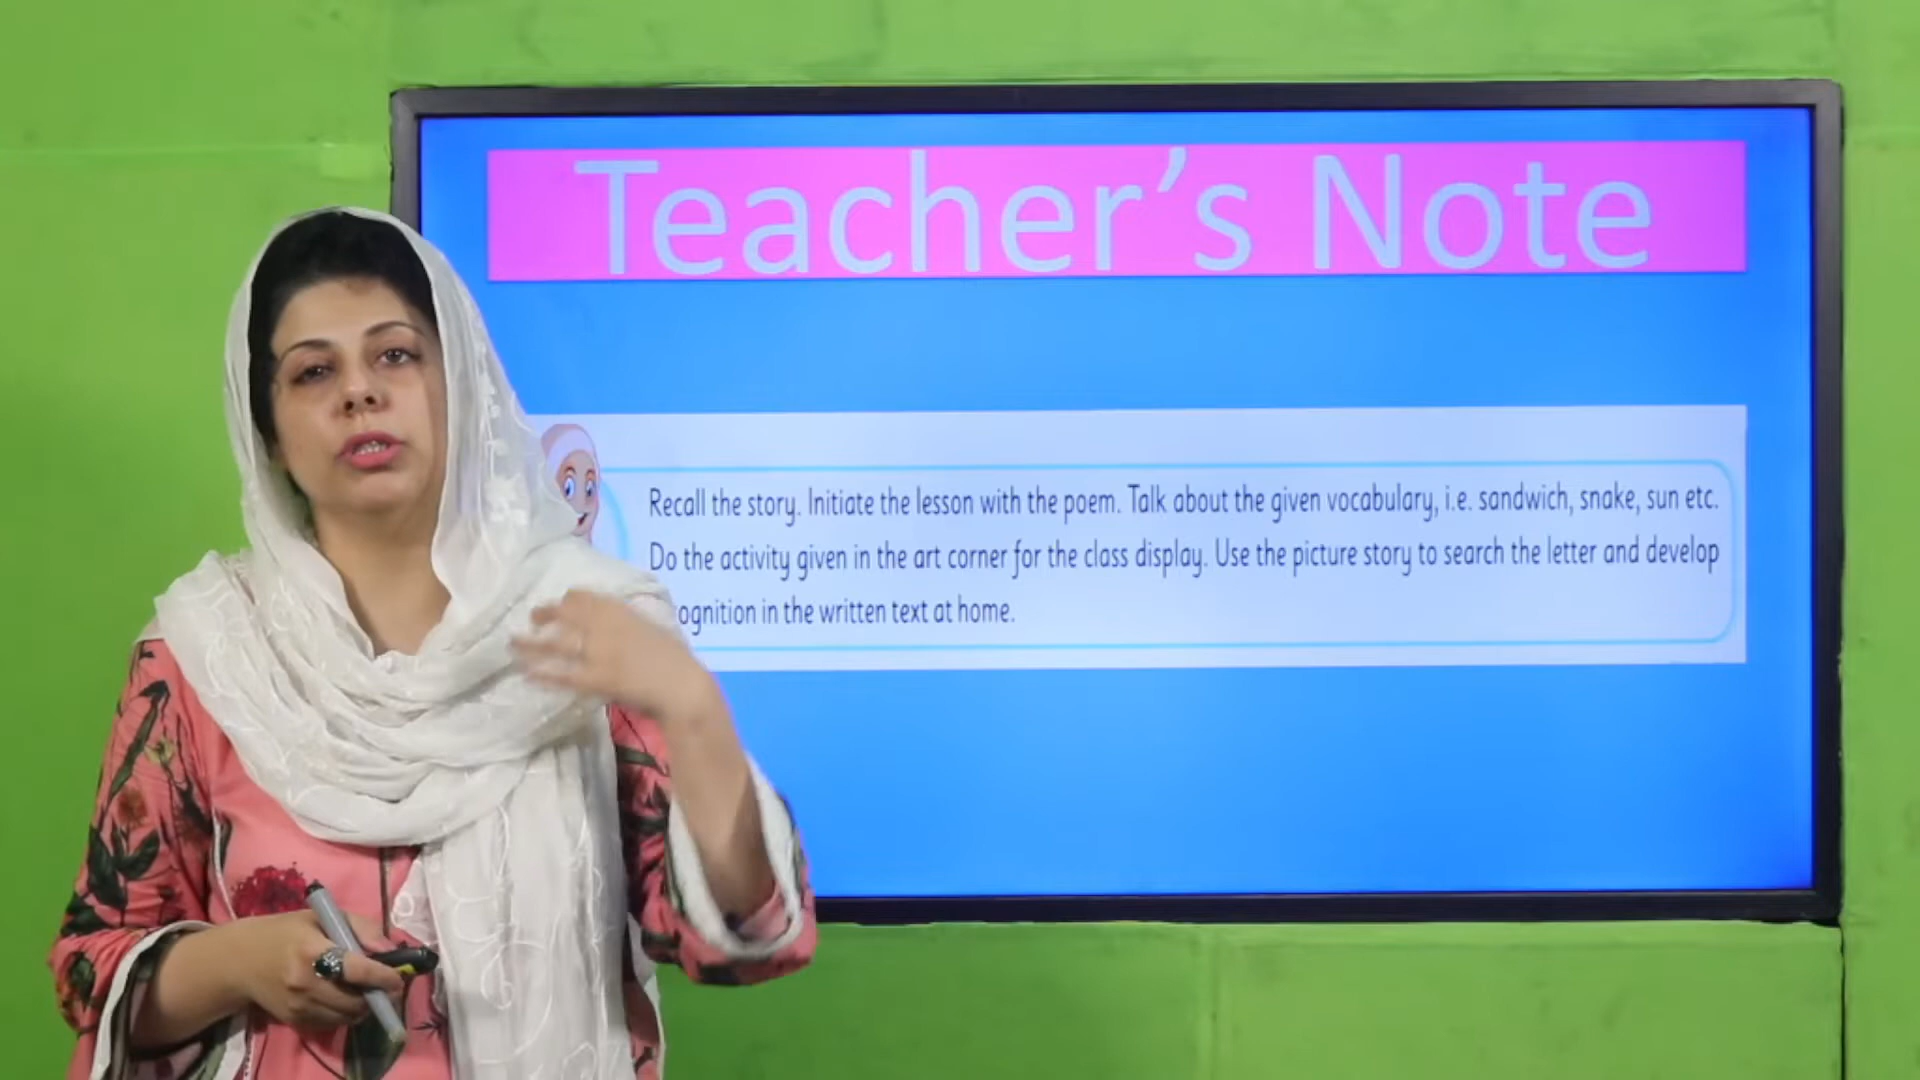 Teacher's Note
Recall the story. Initiate the lesson with the poem. Talk about the given vocabulary, i.e. sandwich, snake, sun etc.
Do the activity given in the art corner for the class display. Use the picture story to search the letter and develop
in the written text at home.